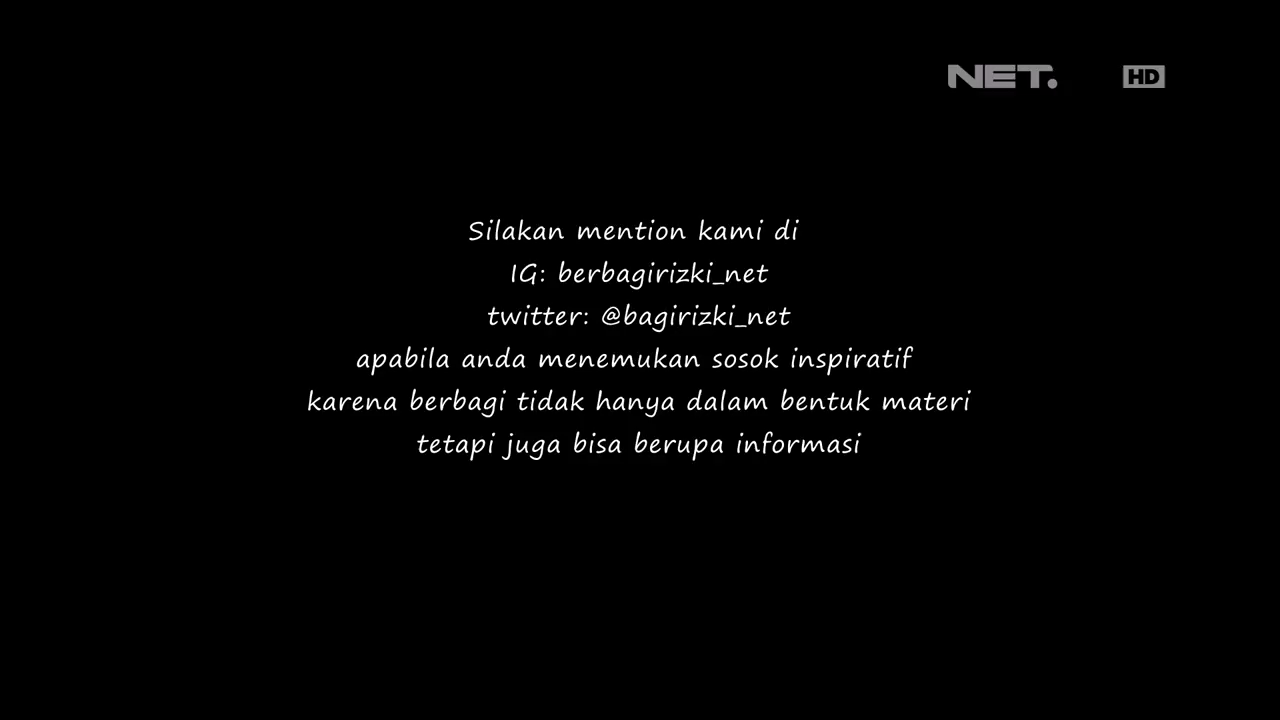 NET. HD
Silakan mention kami di
IG: berbagirizki_net
twitter: @bagirizki_net
apabila anda menemukan sosok inspiratif
karena berbagi tidak hanya dalam bentuk materi
tetapi juga bisa berupa informasi